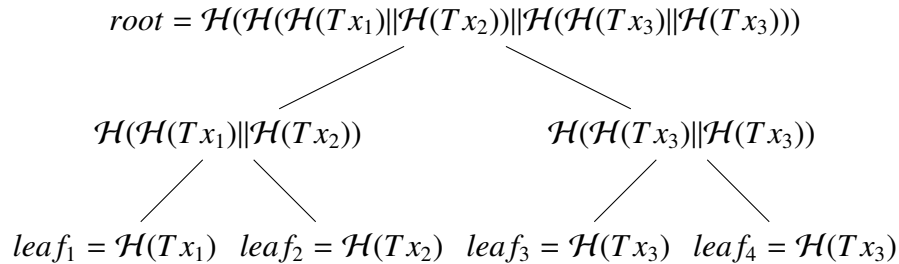 root = ℋ(ℋ(ℋ(Tx₁)||ℋ(Tx₂))||ℋ(ℋ(Tx₃)||ℋ(Tx₃)))
ℋ(ℋ(Tx₁)||ℋ(Tx₂)) ℋ(ℋ(Tx₃)||ℋ(Tx₃))
leaf₁ = ℋ(Tx₁) leaf₂ = ℋ(Tx₂) leaf₃ = ℋ(Tx₃) leaf₄ = ℋ(Tx₃)